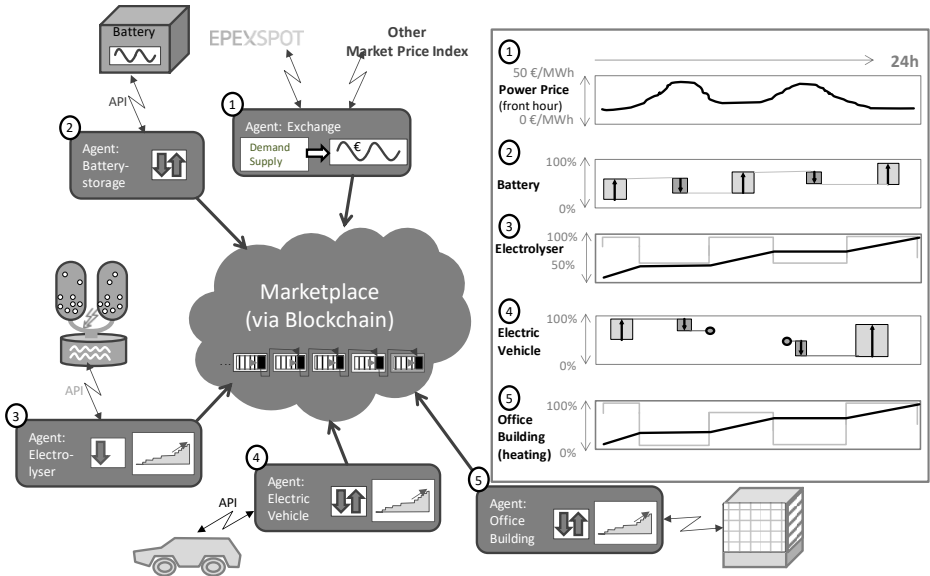 Battery
API
EPEXSPOT
Other
Market Price Index
1
Agent: Exchange
Demand
Supply
€
2
Agent:
Battery-
storage
Marketplace
(via Blockchain)
...
API
3
Agent:
Electro-
lyser
4
Agent:
Electric
Vehicle
API
5
Agent:
Office
Building
1
24h
50 €/MWh
Power Price
(front hour)
0 €/MWh
2
100%
Battery
0%
3
100%
Electrolyser
50%
4
100%
Electric
Vehicle
0%
5
100%
Office
Building
(heating)
0%